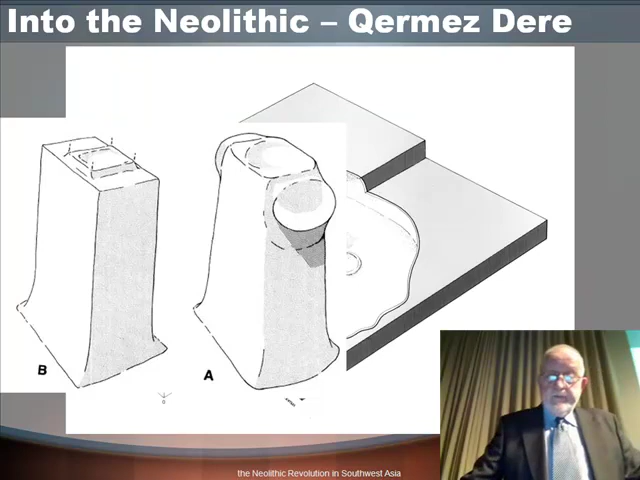 Into the Neolithic – Qermez Dere
B
A
the Neolithic Revolution in Southwest Asia